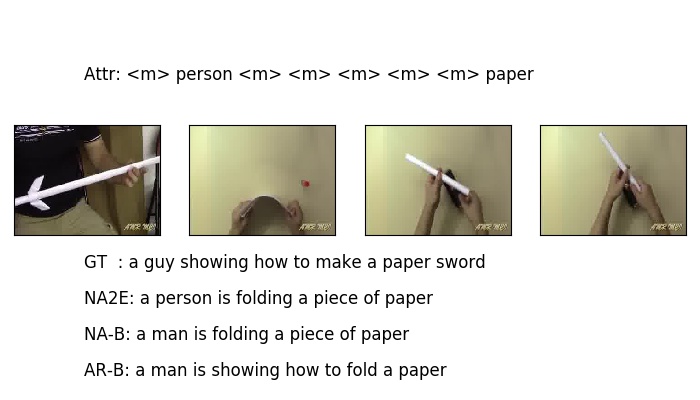 Attr: <m> person <m> <m> <m> <m> <m> paper
GT  : a guy showing how to make a paper sword
NA2E: a person is folding a piece of paper
NA-B: a man is folding a piece of paper
AR-B: a man is showing how to fold a paper